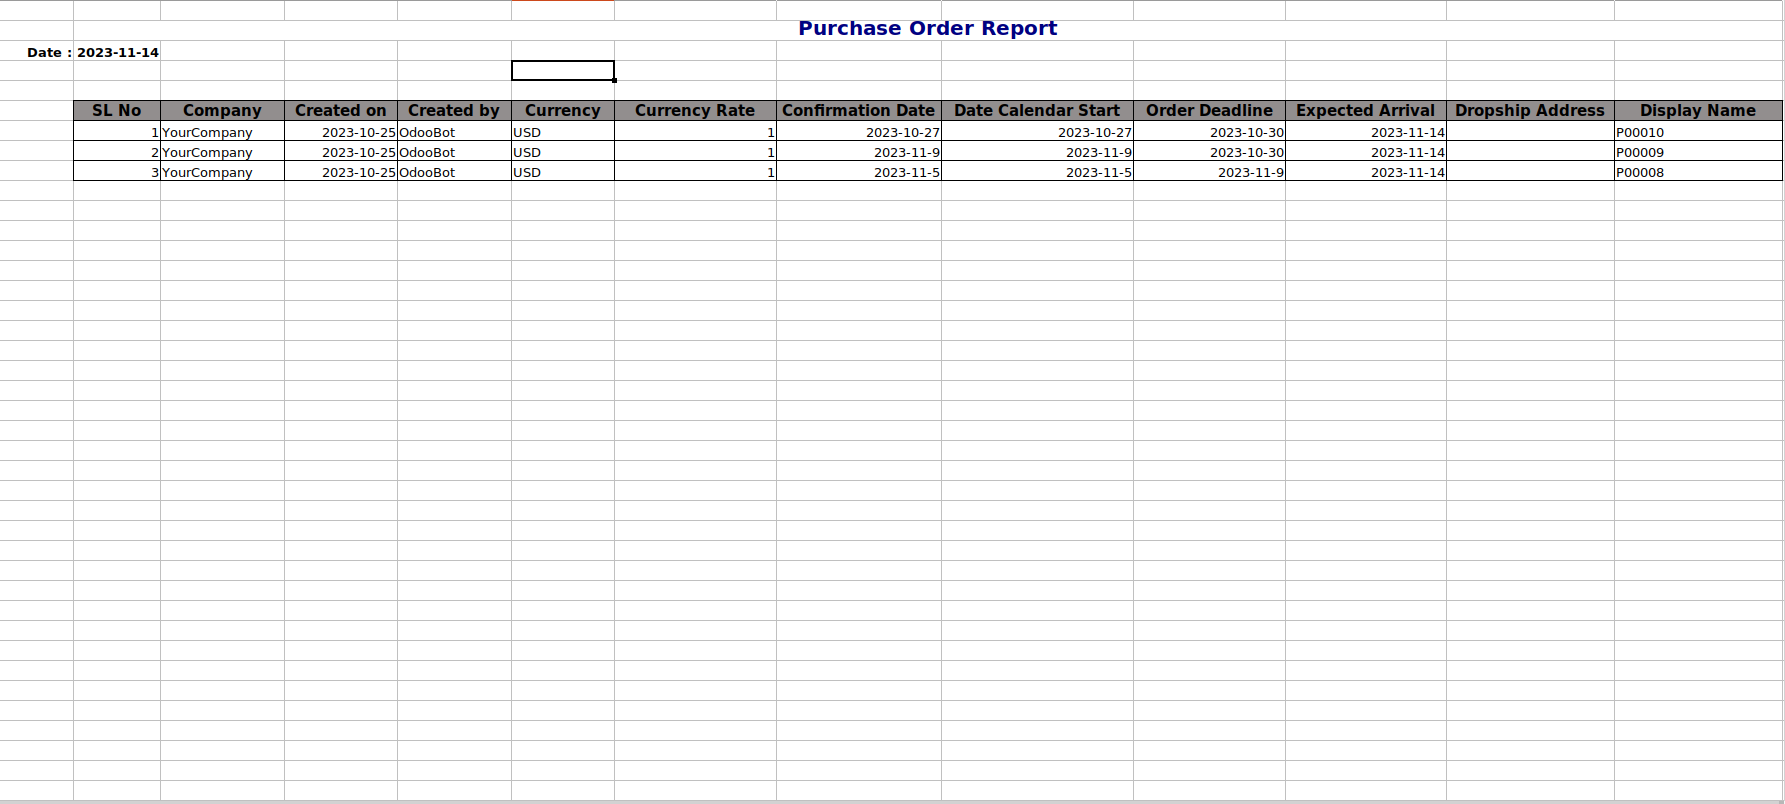 Purchase Order Report
Date : 2023-11-14
SL No Company Created on Created by Currency Currency Rate Confirmation Date Date Calendar Start Order Deadline Expected Arrival Dropship Address Display Name
1 YourCompany 2023-10-25 OdooBot USD 1 2023-10-27 2023-10-27 2023-10-30 2023-11-14 P00010
2 YourCompany 2023-10-25 OdooBot USD 1 2023-11-9 2023-11-9 2023-10-30 2023-11-14 P00009
3 YourCompany 2023-10-25 OdooBot USD 1 2023-11-5 2023-11-5 2023-11-9 2023-11-14 P00008